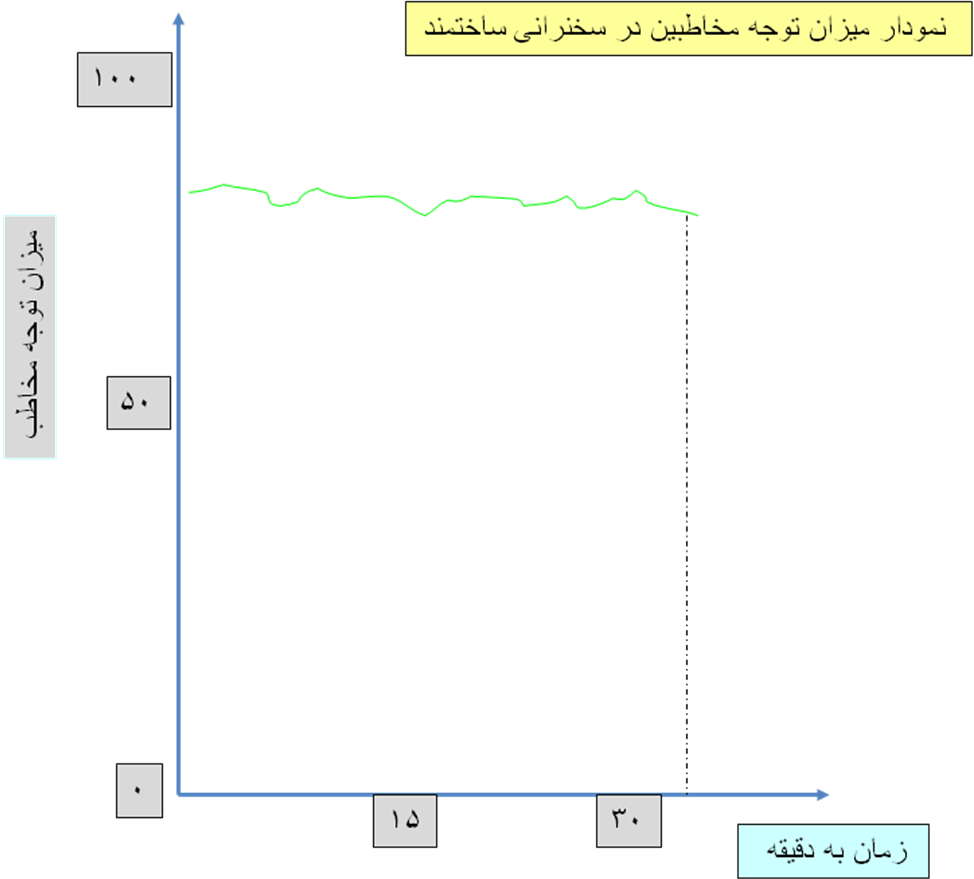 نمودار میزان توجه مخاطبین در سخنرانی ساختمند
۱۰۰
میزان توجه مخاطب
۵۰
۰
۱۵
۳۰
زمان به دقیقه